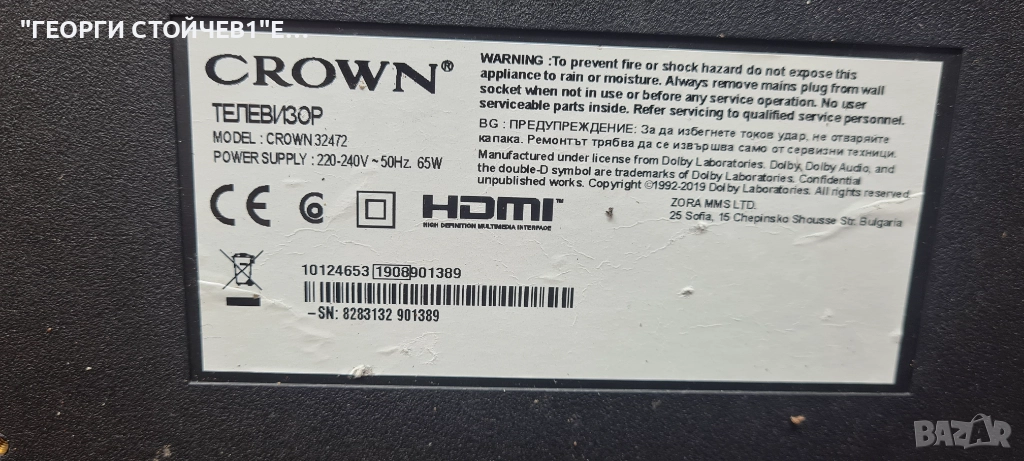 "ГЕОРГИ СТОЙЧЕВ1"Е...
CROWN®
ТЕЛЕВИЗОР
MODEL : CROWN 32472
POWER SUPPLY : 220-240V ~ 50Hz. 65W
CE
HDMI™
HIGH DEFINITION MULTIMEDIA INTERFACE
10124653 1908901389
-SN: 8283132 901389
WARNING :To prevent fire or shock hazard do not expose this
appliance to rain or moisture. Always remove mains plug from wall
socket when not in use or before any service operation. No user
serviceable parts inside. Refer servicing to qualified service personnel.
BG : ПРЕДУПРЕЖДЕНИЕ: За да избегнете токов удар, не отваряйте
капака. Ремонтът трябва да се извършва само от сервизни техници.
Manufactured under license from Dolby Laboratories. Dolby, Dolby Audio, and
the double-D symbol are trademarks of Dolby Laboratories. Confidential
unpublished works. Copyright ©1992-2019 Dolby Laboratories. All rights reserved
ZORA MMS LTD.
25 Sofia, 15 Chepinsko Shousse Str. Bulgaria
BAZAR